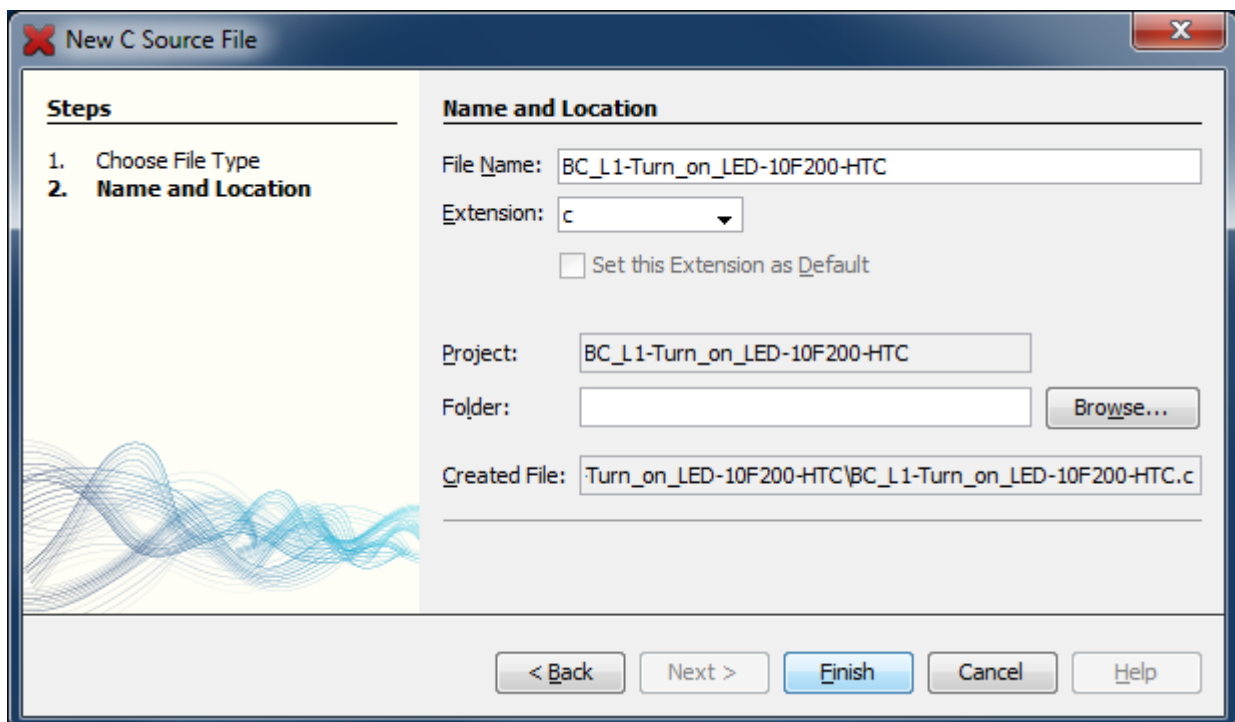 New C Source File
Steps
1. Choose File Type
2. Name and Location
Name and Location
File Name: BC_L1-Turn_on_LED-10F200-HTC
Extension: c
Set this Extension as Default
Project: BC_L1-Turn_on_LED-10F200-HTC
Folder: Browse...
Created File: -Turn_on_LED-10F200-HTC\BC_L1-Turn_on_LED-10F200-HTC.c
< Back Next > Finish Cancel Help